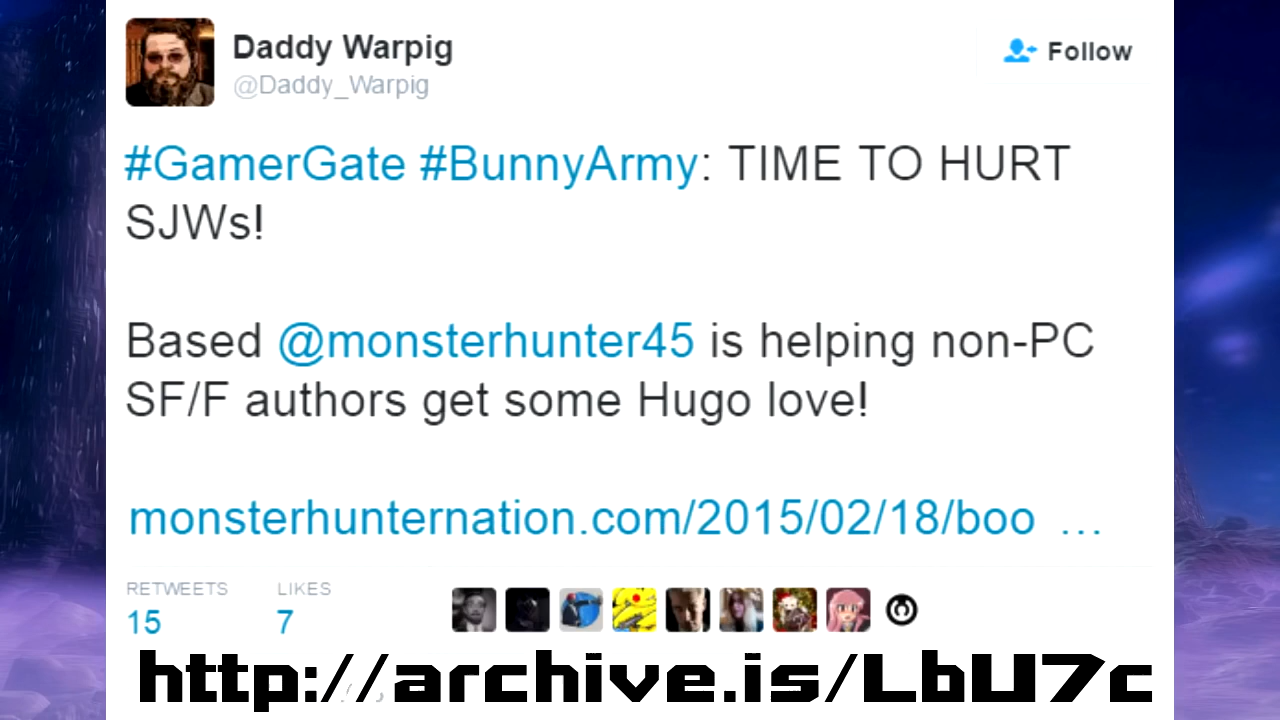 Daddy Warpig
@Daddy_Warpig
Follow
#GamerGate #BunnyArmy: TIME TO HURT
SJWs!
Based @monsterhunter45 is helping non-PC
SF/F authors get some Hugo love!
monsterhunternation.com/2015/02/18/boo …
RETWEETS LIKES
15 7
http://archive.is/LbU7c